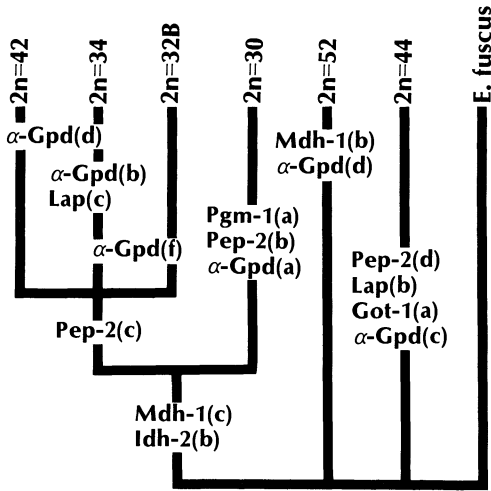 2n=42
2n=34
2n=32B
2n=30
2n=52
2n=44
E. fuscus
α-Gpd(d)
α-Gpd(b)
Lap(c)
α-Gpd(f)
Pgm-1(a)
Pep-2(b)
α-Gpd(a)
Mdh-1(b)
α-Gpd(d)
Pep-2(d)
Lap(b)
Got-1(a)
α-Gpd(c)
Pep-2(c)
Mdh-1(c)
Idh-2(b)